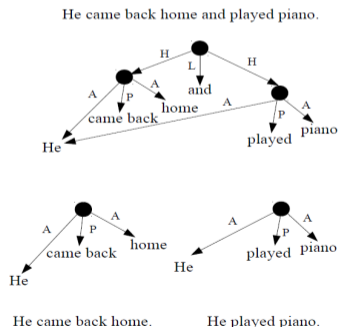 He came back home and played piano.
H
H
L
A
P
A
and
A
P
A
home
came back
piano
played
He
A
P
A
A
P
A
came back
home
played
piano
He
He
He came back home.
He played piano.